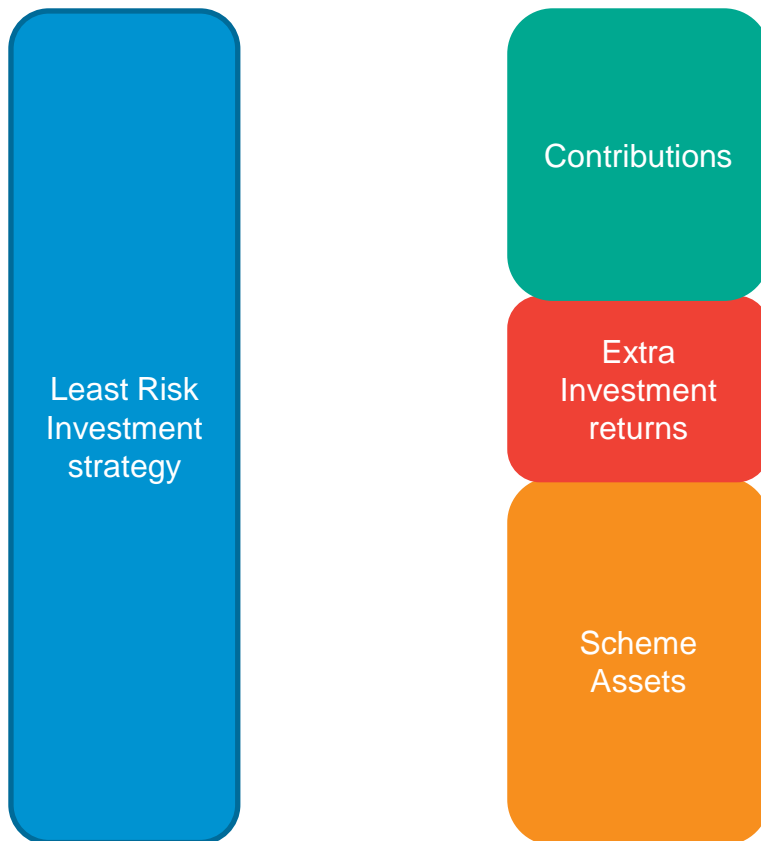 Least Risk
Investment
strategy
Contributions
Extra
Investment
returns
Scheme
Assets